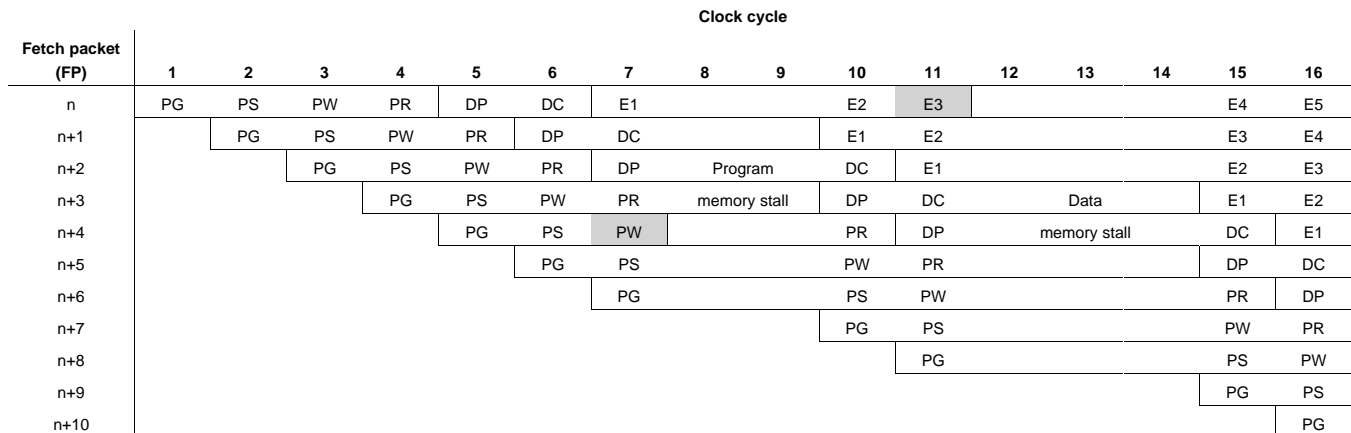 Clock cycle
Fetch packet
(FP) 1 2 3 4 5 6 7 8 9 10 11 12 13 14 15 16
n PG PS PW PR DP DC E1 E2 E3 E4 E5
n+1 PG PS PW PR DP DC E1 E2 E3 E4
n+2 PG PS PW PR DP Program DC E1 E2 E3
n+3 PG PS PW PR memory stall DP DC Data E1 E2
n+4 PG PS PW PR DP memory stall DC E1
n+5 PG PS PW PR DP DC
n+6 PG PS PW PR DP
n+7 PG PS PW PR
n+8 PG PS PW
n+9 PG PS
n+10 PG